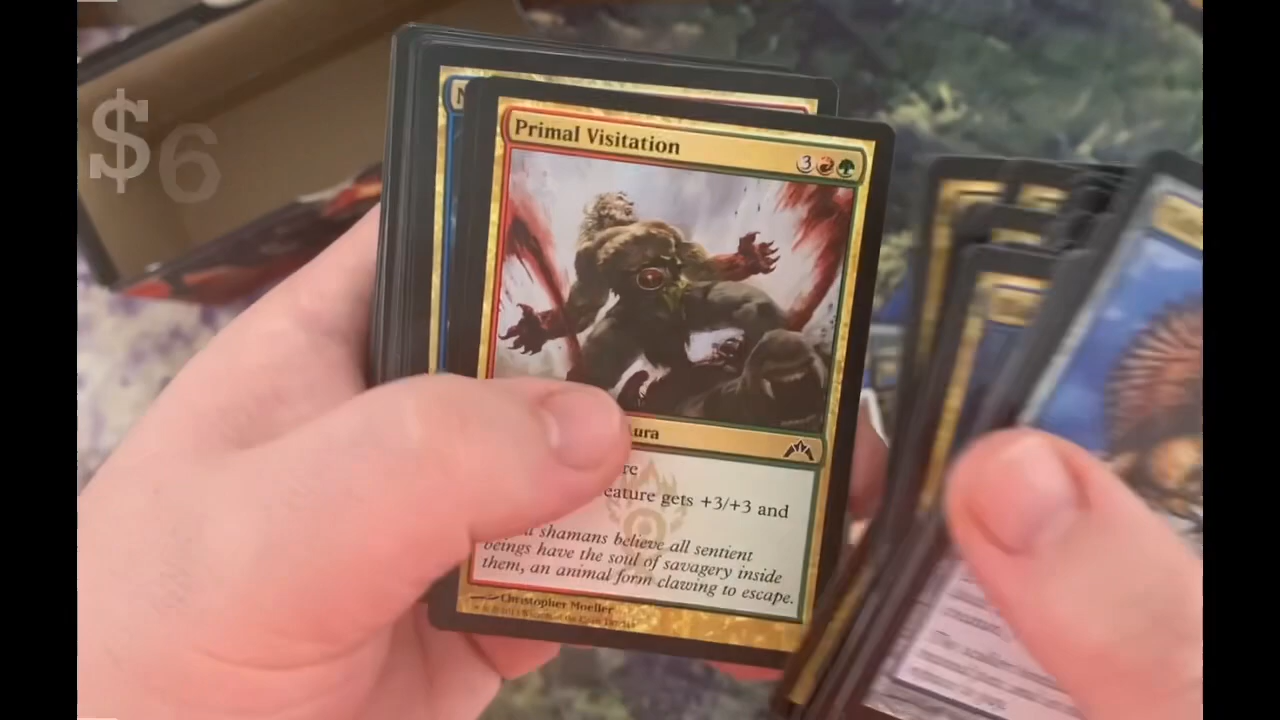 $6
N
Primal Visitation
3
ura
re
eature gets +3/+3 and
shamans believe all sentient
beings have the soul of savagery inside
them, an animal form clawing to escape.
Christopher Moeller